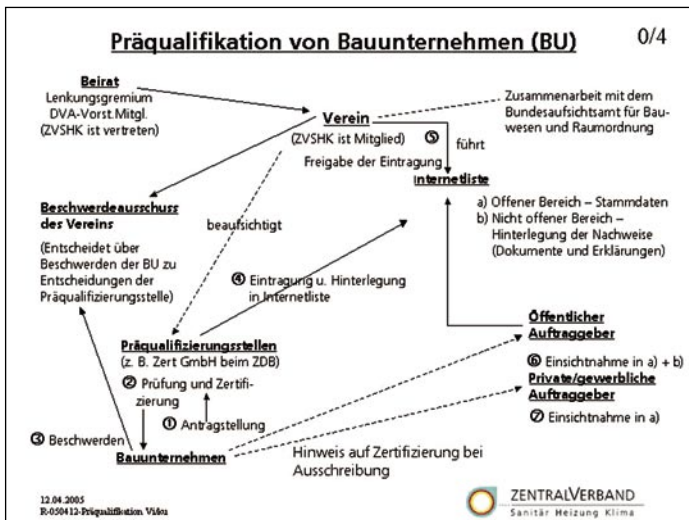 Präqualifikation von Bauunternehmen (BU)
0/4
Beirat
Lenkungsgremium
DVA-Vorst.Mitgl.
(ZVSHK ist vertreten)
Verein
(ZVSHK ist Mitglied)
⑤
Freigabe der Eintragung
führt
Zusammenarbeit mit dem
Bundesaufsichtsamt für Bau-
wesen und Raumordnung
Internetliste
a) Offener Bereich – Stammdaten
b) Nicht offener Bereich –
Hinterlegung der Nachweise
(Dokumente und Erklärungen)
Beschwerdeausschuss
des Vereins
(Entscheidet über
Beschwerden der BU zu
Entscheidungen der
Präqualifizierungsstelle)
beaufsichtigt
④ Eintragung u. Hinterlegung
in Internetliste
Präqualifizierungsstellen
(z. B. Zert GmbH beim ZDB)
② Prüfung und Zertifi-
zierung
① Antragstellung
③ Beschwerden
Bauunternehmen
Öffentlicher
Auftraggeber
⑥ Einsichtnahme in a) + b)
Private/gewerbliche
Auftraggeber
⑦ Einsichtnahme in a)
Hinweis auf Zertifizierung bei
Ausschreibung
12.04.2005
R-050412-Präqualifikation
ZENTRALVERBAND
Sanitär Heizung Klima